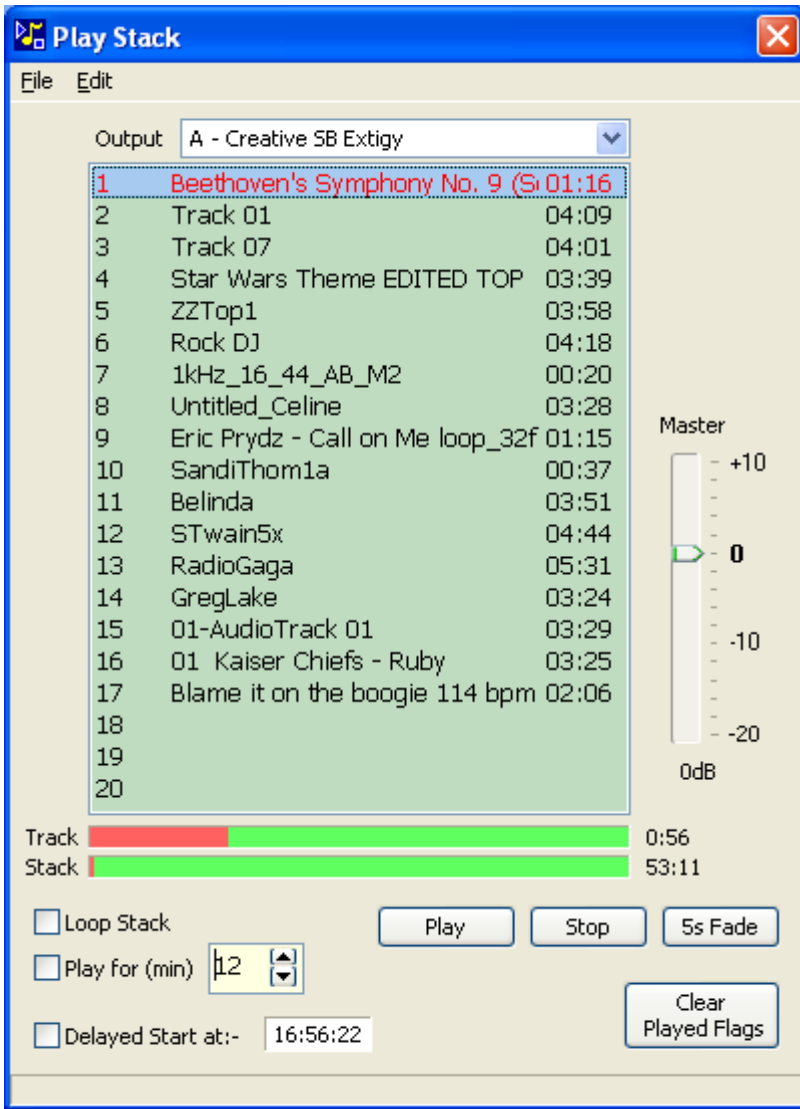 Play Stack
File Edit
Output A - Creative SB Extigy
1 Beethoven's Symphony No. 9 (S 01:16
2 Track 01 04:09
3 Track 07 04:01
4 Star Wars Theme EDITED TOP 03:39
5 ZZTop1 03:58
6 Rock DJ 04:18
7 1kHz_16_44_AB_M2 00:20
8 Untitled_Celine 03:28
9 Eric Prydz - Call on Me loop_32f 01:15
10 SandiThom1a 00:37
11 Belinda 03:51
12 STwain5x 04:44
13 RadioGaga 05:31
14 GregLake 03:24
15 01-AudioTrack 01 03:29
16 01 Kaiser Chiefs - Ruby 03:25
17 Blame it on the boogie 114 bpm 02:06
18
19
20
Master
+10
0
-10
-20
0dB
Track 0:56
Stack 53:11
Loop Stack
Play Stop 5s Fade
Play for (min) 12
Clear
Played Flags
Delayed Start at:- 16:56:22